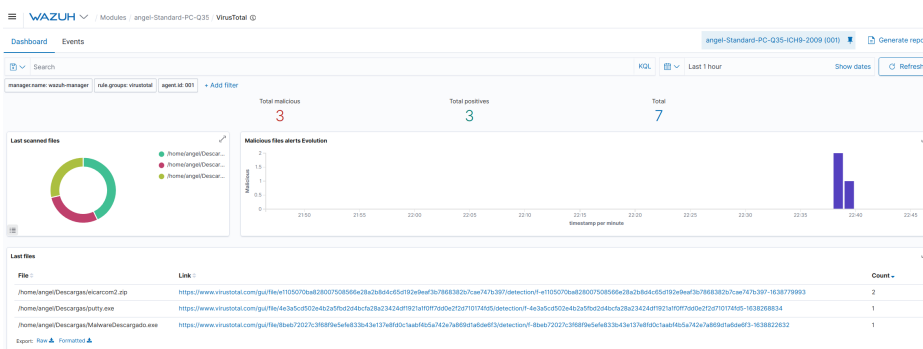 WAZUH / Modules / angel-Standard-PC-Q35 / VirusTotal
Dashboard Events angel-Standard-PC-Q35-ICH9-2009 (001) Generate repo
Search KQL Last 1 hour Show dates Refresh
manager.name: wazuh-manager rule.groups: virustotal agent.id: 001 + Add filter
Total malicious Total positives Total
3 3 7
Last scanned files
/home/angel/Descar...
/home/angel/Descar...
/home/angel/Descar...
Malicious files alerts Evolution
Malicious
2
1.5
1
0.5
0
21:50 21:55 22:00 22:05 22:10 22:15 22:20 22:25 22:30 22:35 22:40 22:45
timestamp per minute
Last files
File Link Count
/home/angel/Descargas/eicarcom2.zip 2
/home/angel/Descargas/putty.exe 1
/home/angel/Descargas/MalwareDescargado.exe 1
Export: Raw Formatted